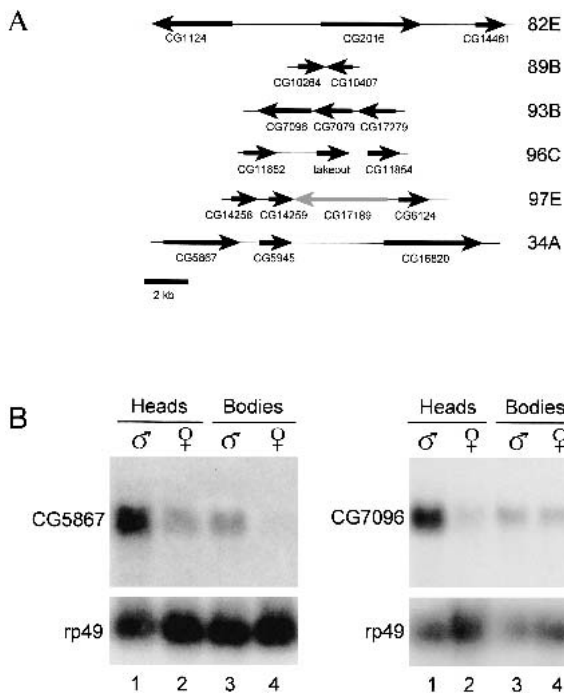 A
82E
CG1124 CG2016 CG14461
89B
CG10264 CG10407
93B
CG7096 CG7079 CG17279
96C
CG11852 takeout CG11854
97E
CG14258 CG14259 CG17189 CG6124
34A
CG5867 CG5945 CG16820
2 kb
B
Heads Bodies
♂ ♀ ♂ ♀
CG5867
rp49
1 2 3 4
Heads Bodies
♂ ♀ ♂ ♀
CG7096
rp49
1 2 3 4